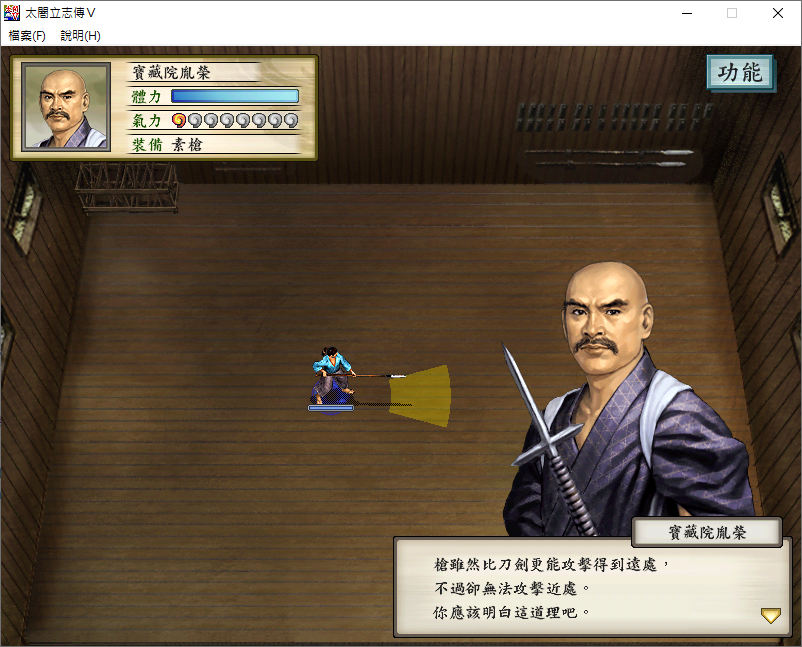 太閤立志傳Ⅴ
檔案(F) 說明(H)
寶藏院胤榮
體力
氣力
裝備 素槍
功能
寶藏院胤榮
槍雖然比刀劍更能攻擊得到遠處，
不過卻無法攻擊近處。
你應該明白這道理吧。